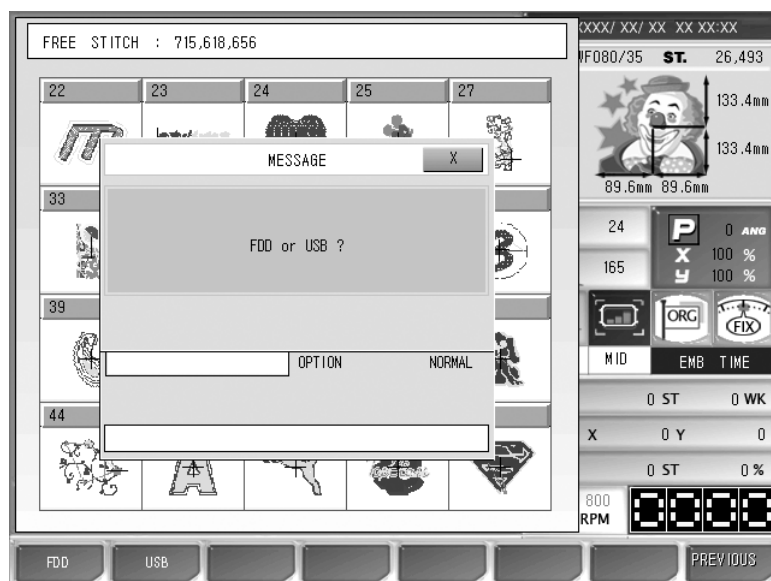 FREE STITCH : 715,618,656
XXXX/ XX/ XX XX XX:XX
WF080/35 ST. 26,493
22 23 24 25 27
133.4mm
133.4mm
89.6mm 89.6mm
MESSAGE X
FDD or USB ?
33
24 P 0 ANG
X 100 %
165 y 100 %
39
ORG FIX
OPTION NORMAL
MID EMB TIME
0 ST 0 WK
44
X 0 Y 0
0 ST 0 %
800
RPM 0000
FDD USB PREVIOUS